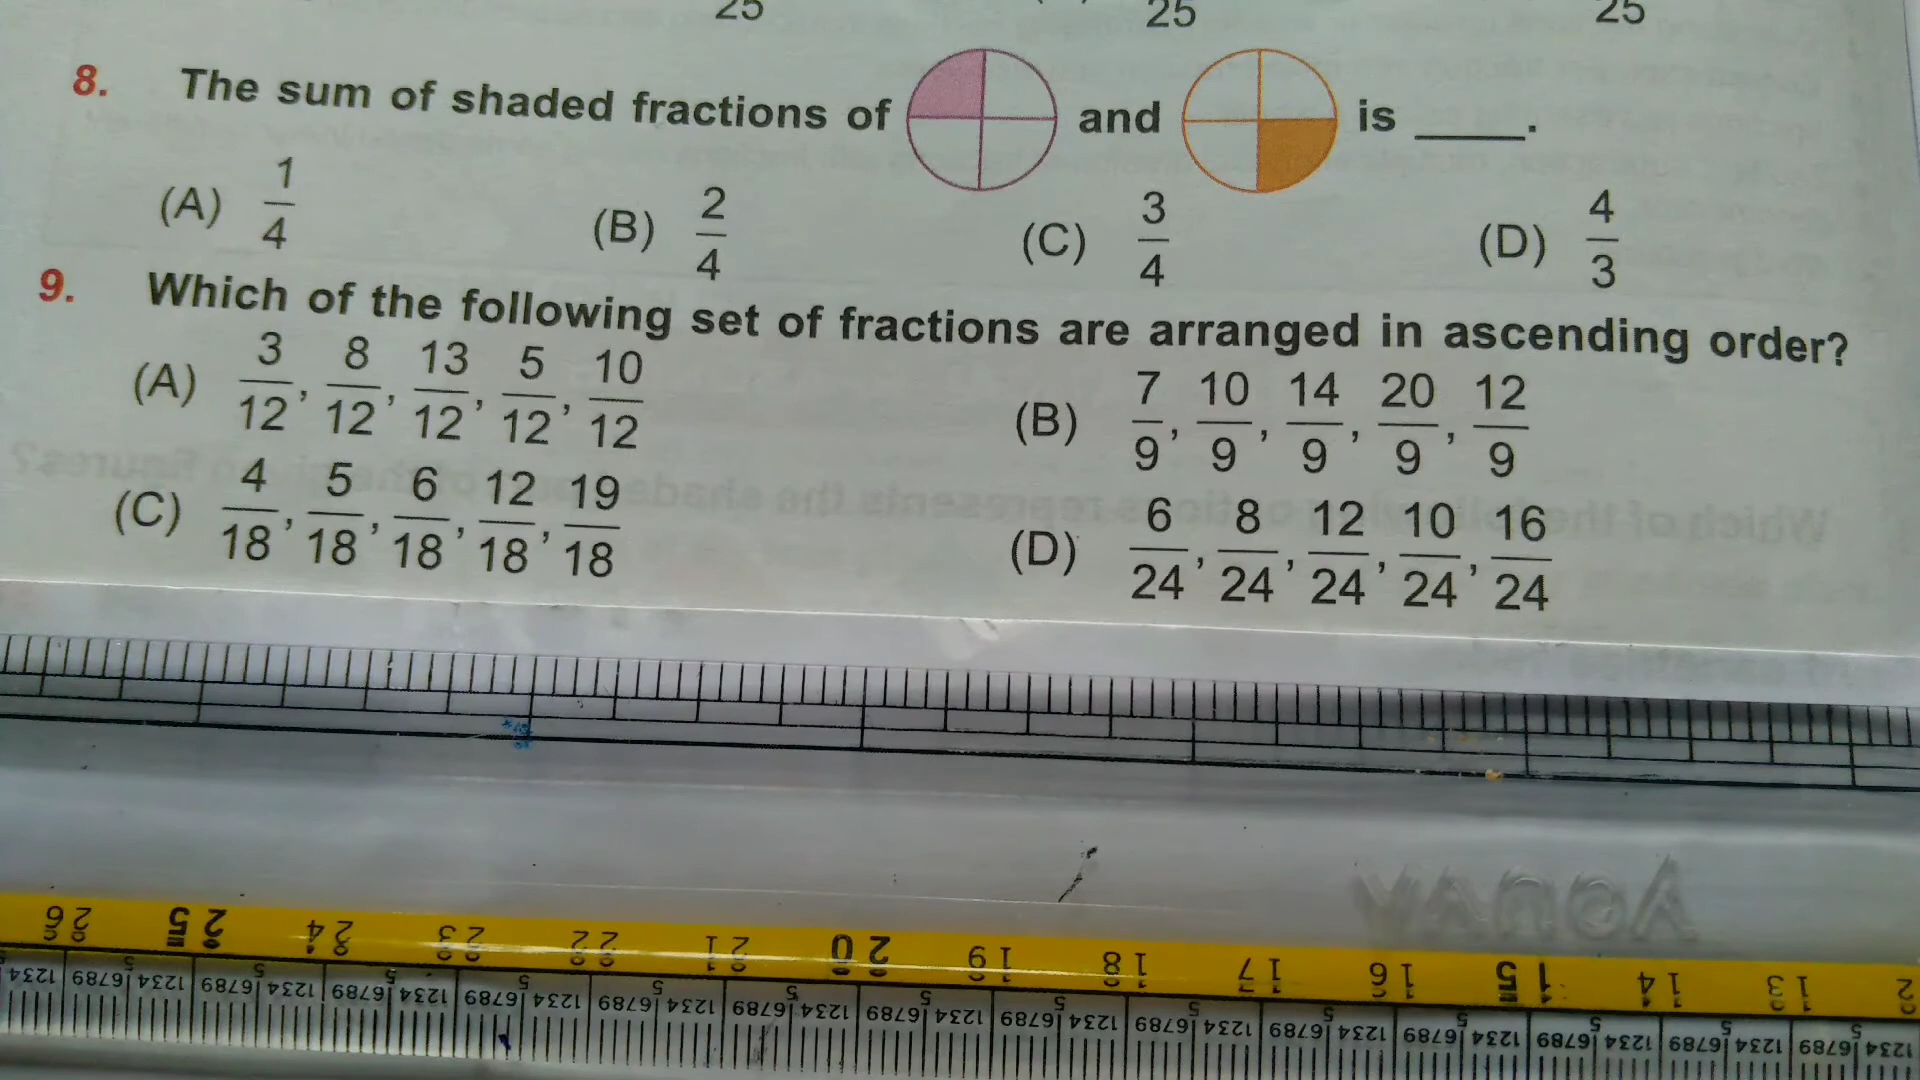 25 25 25
8. The sum of shaded fractions of and is _____.
(A) 1/4 (B) 2/4 (C) 3/4 (D) 4/3
9. Which of the following set of fractions are arranged in ascending order?
(A) 3/12, 8/12, 13/12, 5/12, 10/12 (B) 7/9, 10/9, 14/9, 20/9, 12/9
(C) 4/18, 5/18, 6/18, 12/18, 19/18 (D) 6/24, 8/24, 12/24, 10/24, 16/24
26 25 24 23 22 21 20 19 18 17 16 15 14 13